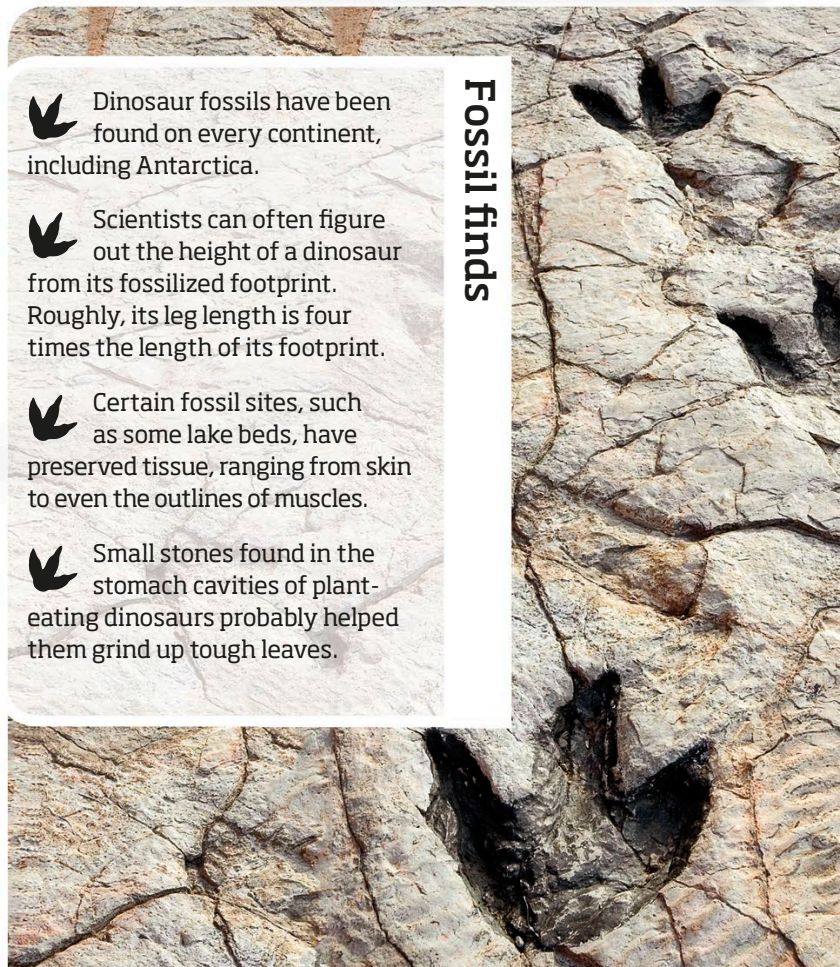 Fossil finds
Dinosaur fossils have been
found on every continent,
including Antarctica.
Scientists can often figure
out the height of a dinosaur
from its fossilized footprint.
Roughly, its leg length is four
times the length of its footprint.
Certain fossil sites, such
as some lake beds, have
preserved tissue, ranging from skin
to even the outlines of muscles.
Small stones found in the
stomach cavities of plant-
eating dinosaurs probably helped
them grind up tough leaves.